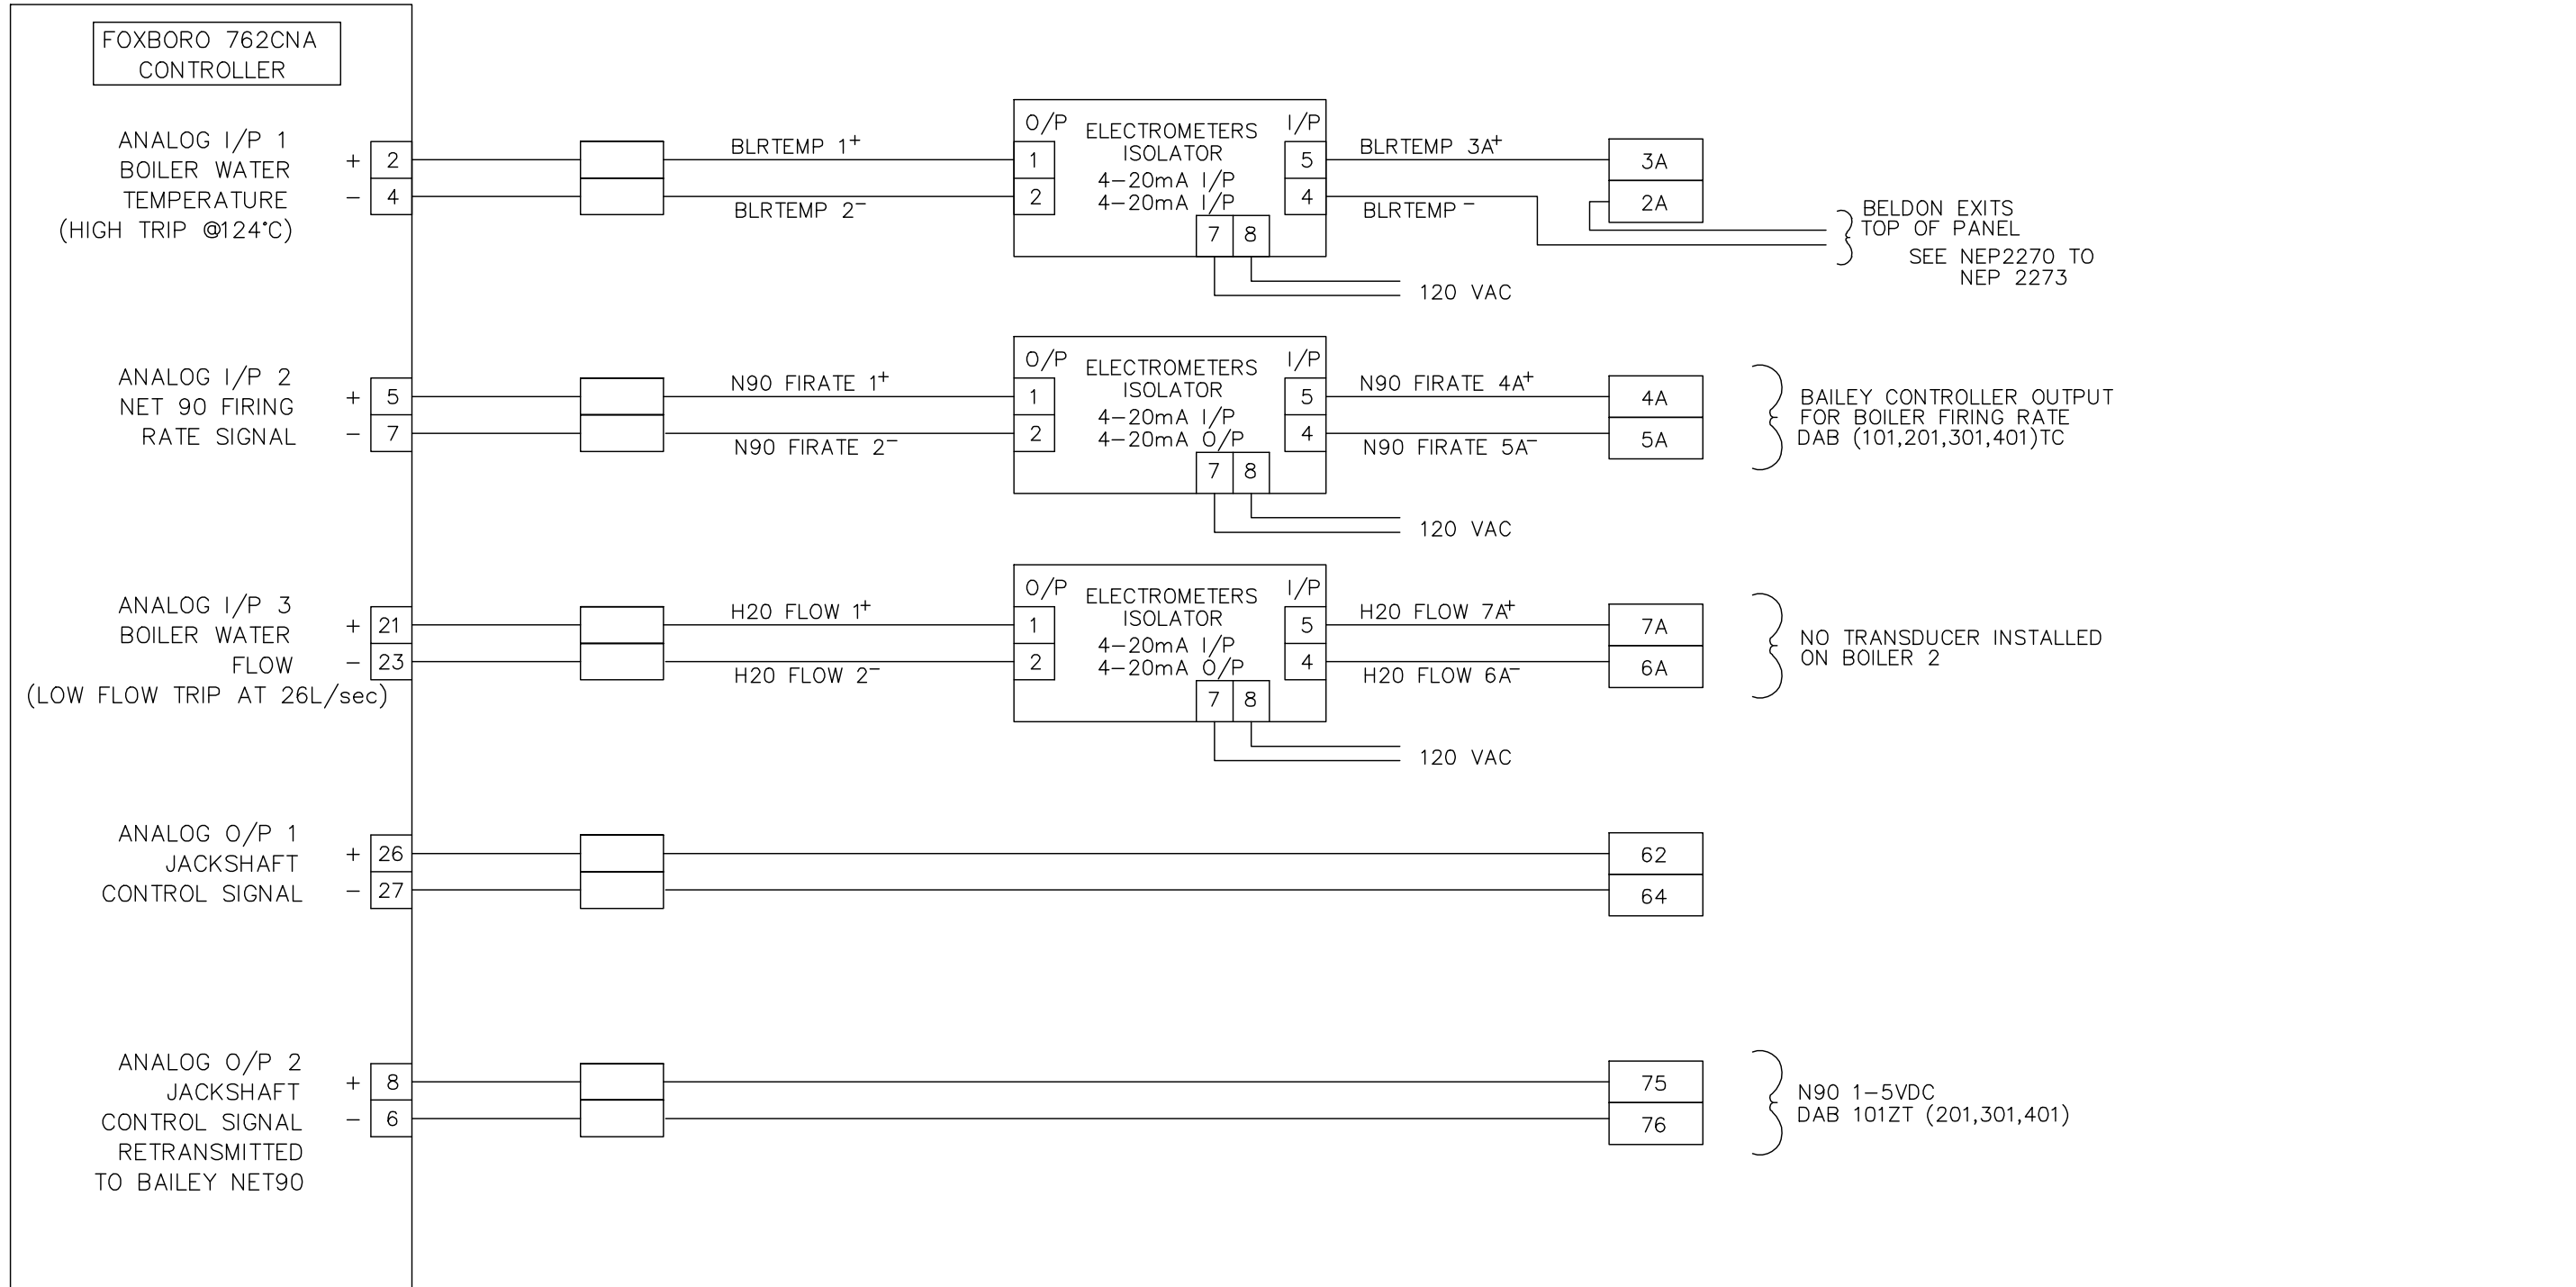 FOXBORO 762CNA
CONTROLLER
ANALOG I/P 1
BOILER WATER
TEMPERATURE
(HIGH TRIP @124°C)
+ 2
- 4
BLRTEMP 1+
BLRTEMP 2-
O/P
I/P
ELECTROMETERS
ISOLATOR
4-20mA I/P
4-20mA I/P
1
2
5
4
7 8
120 VAC
BLRTEMP 3A+
BLRTEMP -
3A
2A
BELDON EXITS
TOP OF PANEL
SEE NEP2270 TO
NEP 2273
ANALOG I/P 2
NET 90 FIRING
RATE SIGNAL
+ 5
- 7
N90 FIRATE 1+
N90 FIRATE 2-
O/P
I/P
ELECTROMETERS
ISOLATOR
4-20mA I/P
4-20mA O/P
1
2
5
4
7 8
120 VAC
N90 FIRATE 4A+
N90 FIRATE 5A-
4A
5A
BAILEY CONTROLLER OUTPUT
FOR BOILER FIRING RATE
DAB (101,201,301,401)TC
ANALOG I/P 3
BOILER WATER
FLOW
(LOW FLOW TRIP AT 26L/sec)
+ 21
- 23
H20 FLOW 1+
H20 FLOW 2-
O/P
I/P
ELECTROMETERS
ISOLATOR
4-20mA I/P
4-20mA O/P
1
2
5
4
7 8
120 VAC
H20 FLOW 7A+
H20 FLOW 6A-
7A
6A
NO TRANSDUCER INSTALLED
ON BOILER 2
ANALOG O/P 1
JACKSHAFT
CONTROL SIGNAL
+ 26
- 27
62
64
ANALOG O/P 2
JACKSHAFT
CONTROL SIGNAL
RETRANSMITTED
TO BAILEY NET90
+ 8
- 6
75
76
N90 1-5VDC
DAB 101ZT (201,301,401)